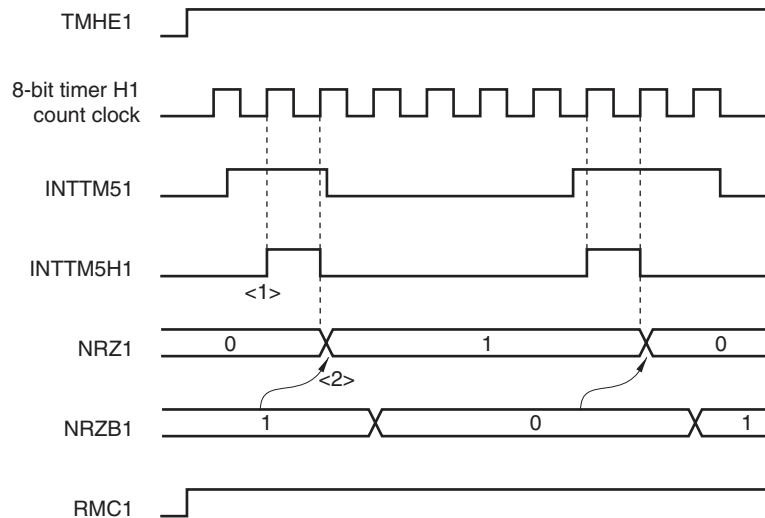 TMHE1
8-bit timer H1
count clock
INTTM51
INTTM5H1
<1>
NRZ1
0 1 0
<2>
NRZB1
1 0 1
RMC1